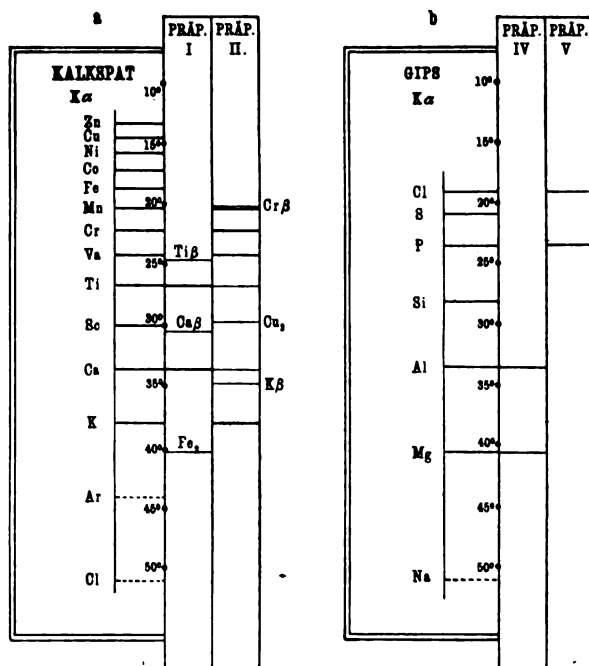 a
PRÄP. I
PRÄP. II.
KALKSPAT
Kα
10°
Zn
Cu
15°
Ni
Co
Fe
20°
Mn
Crβ
Cr
Va
Tiβ
25°
Ti
30°
Sc
Caβ
Cu₂
Ca
35°
Kβ
K
40°
Fe₂
Ar
45°
50°
Cl
b
PRÄP. IV
PRÄP. V
GIPS
Kα
10°
15°
Cl
20°
S
P
25°
Si
30°
Al
35°
40°
Mg
45°
50°
Na